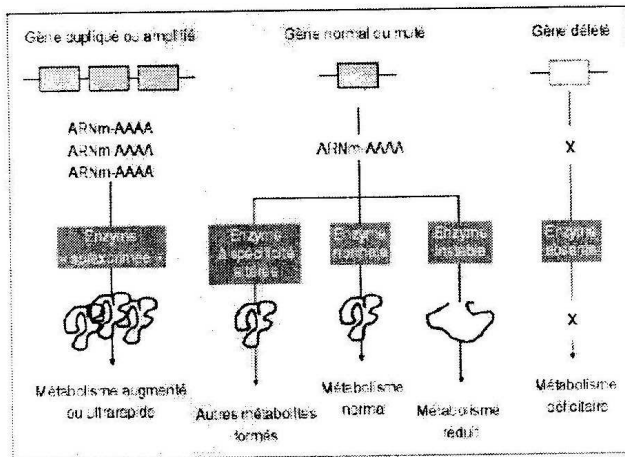 Gène dupliqué ou amplifié
Gène normal ou muté
Gène délété
ARNm-AAAA
ARNm-AAAA
ARNm-AAAA
ARNm-AAAA
X
Enzyme
« surexprimée »
Enzyme
à spécificité
altérée
Enzyme
normale
Enzyme
instable
Enzyme
absente
X
Métabolisme augmenté
ou ultrarapide
Autres métabolites
formés
Métabolisme
normal
Métabolisme
réduit
Métabolisme
déficitaire